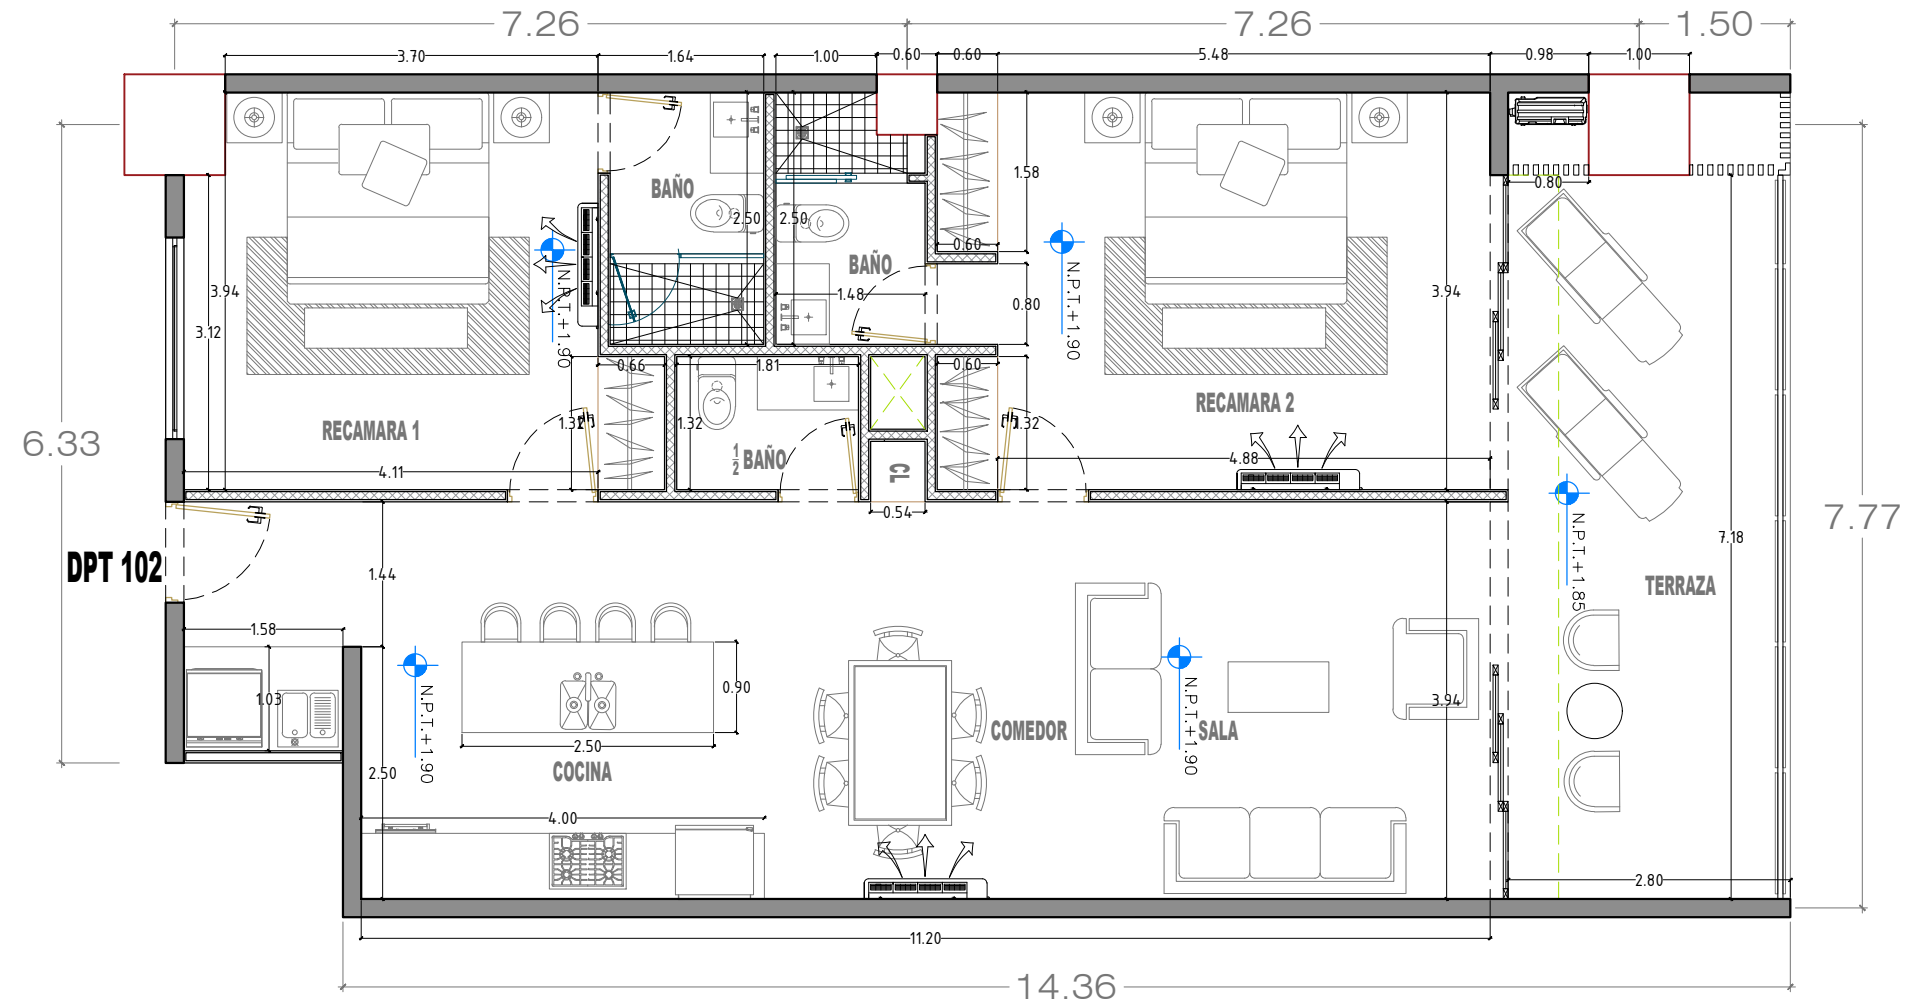 7.26
7.26
1.50
3.70
1.64
1.00
0.60
0.60
5.48
0.98
1.00
BAÑO
1.58
0.80
2.50
2.50
0.60
BAÑO
3.94
3.12
1.48
0.80
3.94
N.P.T.+1.90
N.P.T.+1.90
0.66
1.81
0.60
RECAMARA 1
RECAMARA 2
1.32
1.32
1.32
6.33
4.11
1/2 BAÑO
CL
4.88
0.54
7.77
N.P.T.+1.85
7.18
DPT 102
1.44
TERRAZA
1.58
1.03
N.P.T.+1.90
0.90
N.P.T.+1.90
3.94
COMEDOR
SALA
2.50
COCINA
2.50
4.00
2.80
11.20
14.36